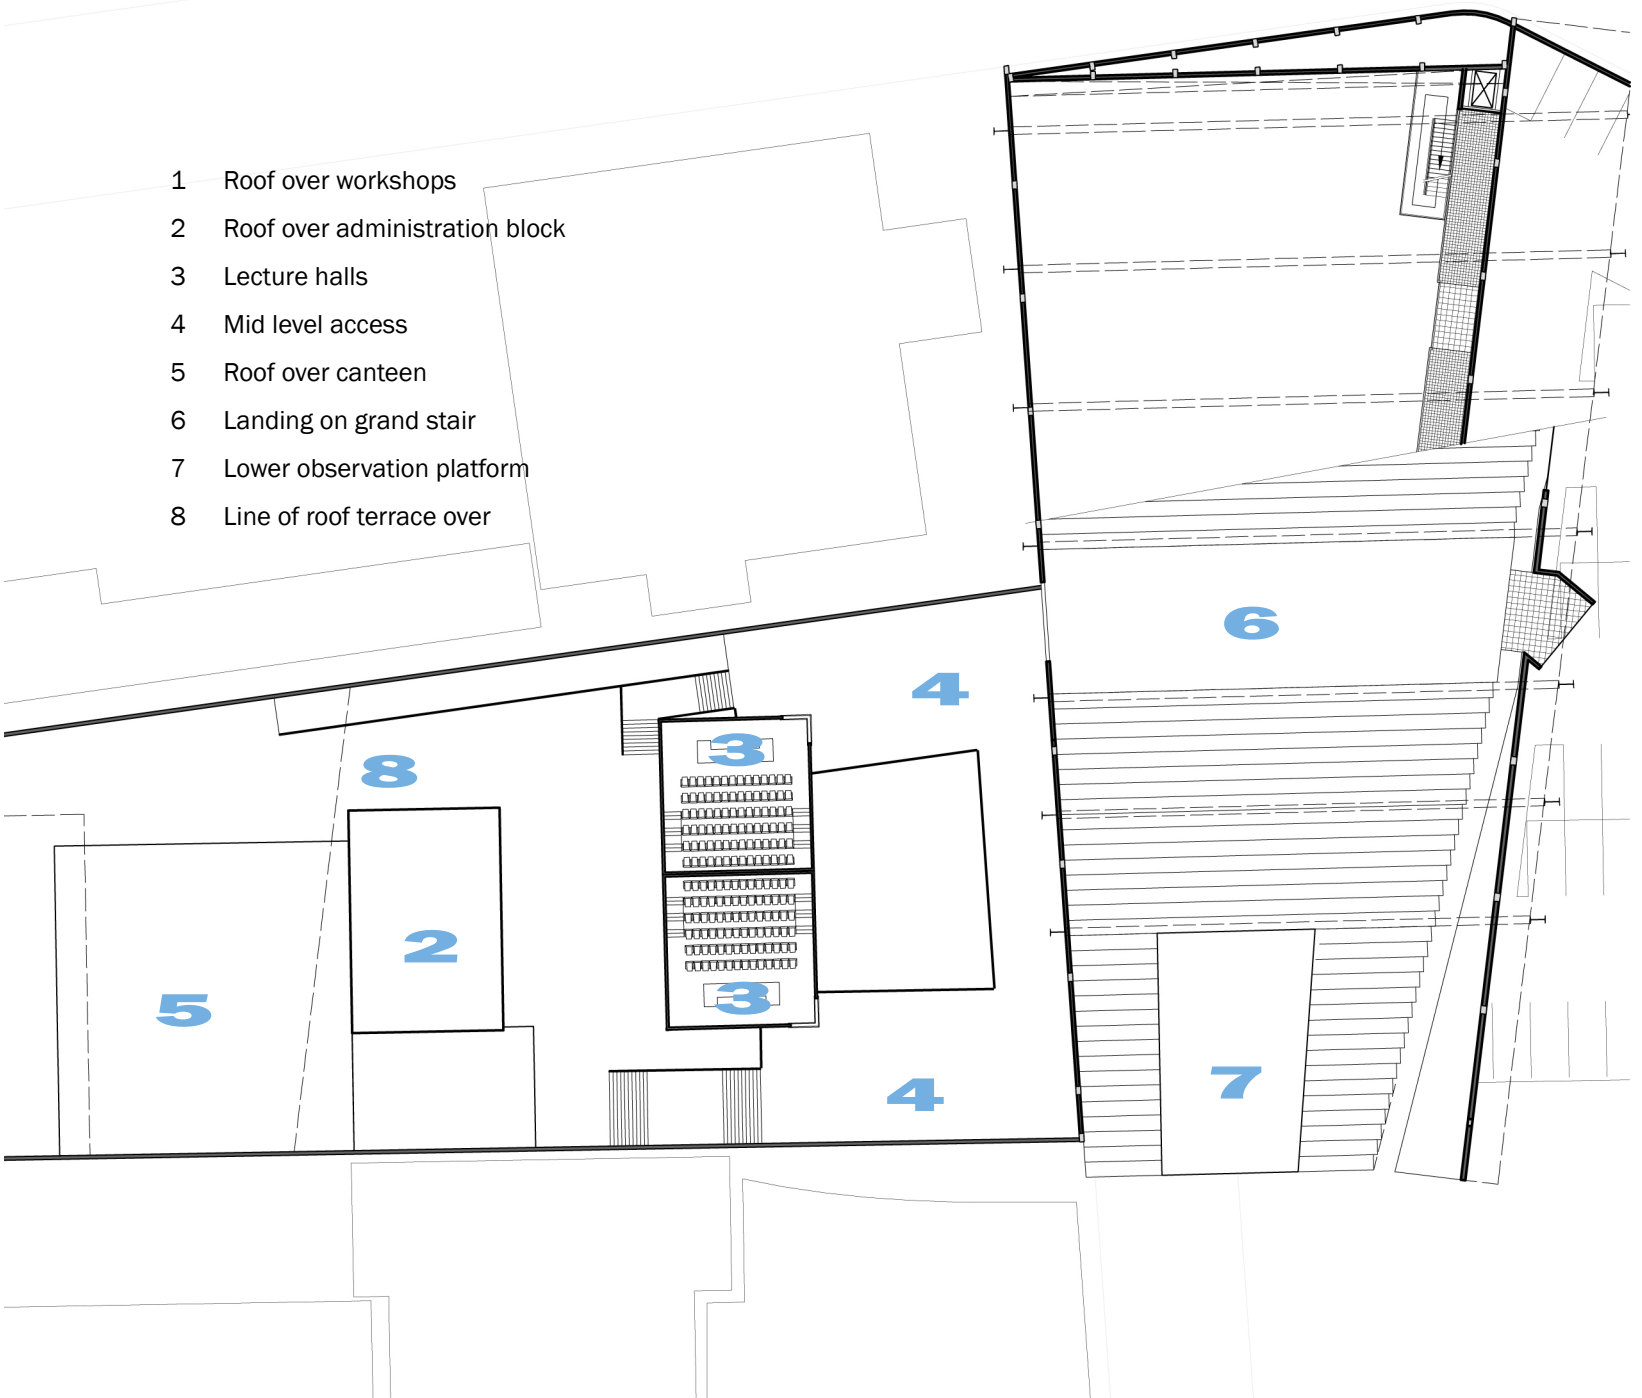 1 Roof over workshops
2 Roof over administration block
3 Lecture halls
4 Mid level access
5 Roof over canteen
6 Landing on grand stair
7 Lower observation platform
8 Line of roof terrace over
6
4
3
8
2
3
5
7
4